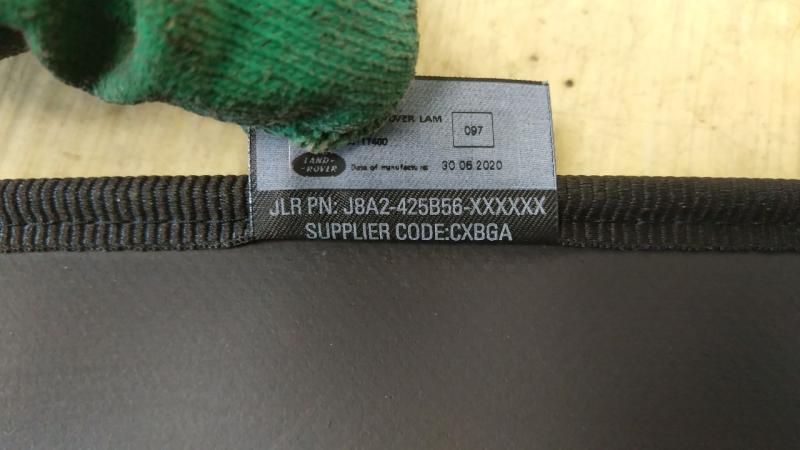 OVER LAM
097
11400
LAND-
-ROVER
Date of manufacture: 30.06.2020
JLR PN: J8A2-425B56-XXXXXX
SUPPLIER CODE:CXBGA